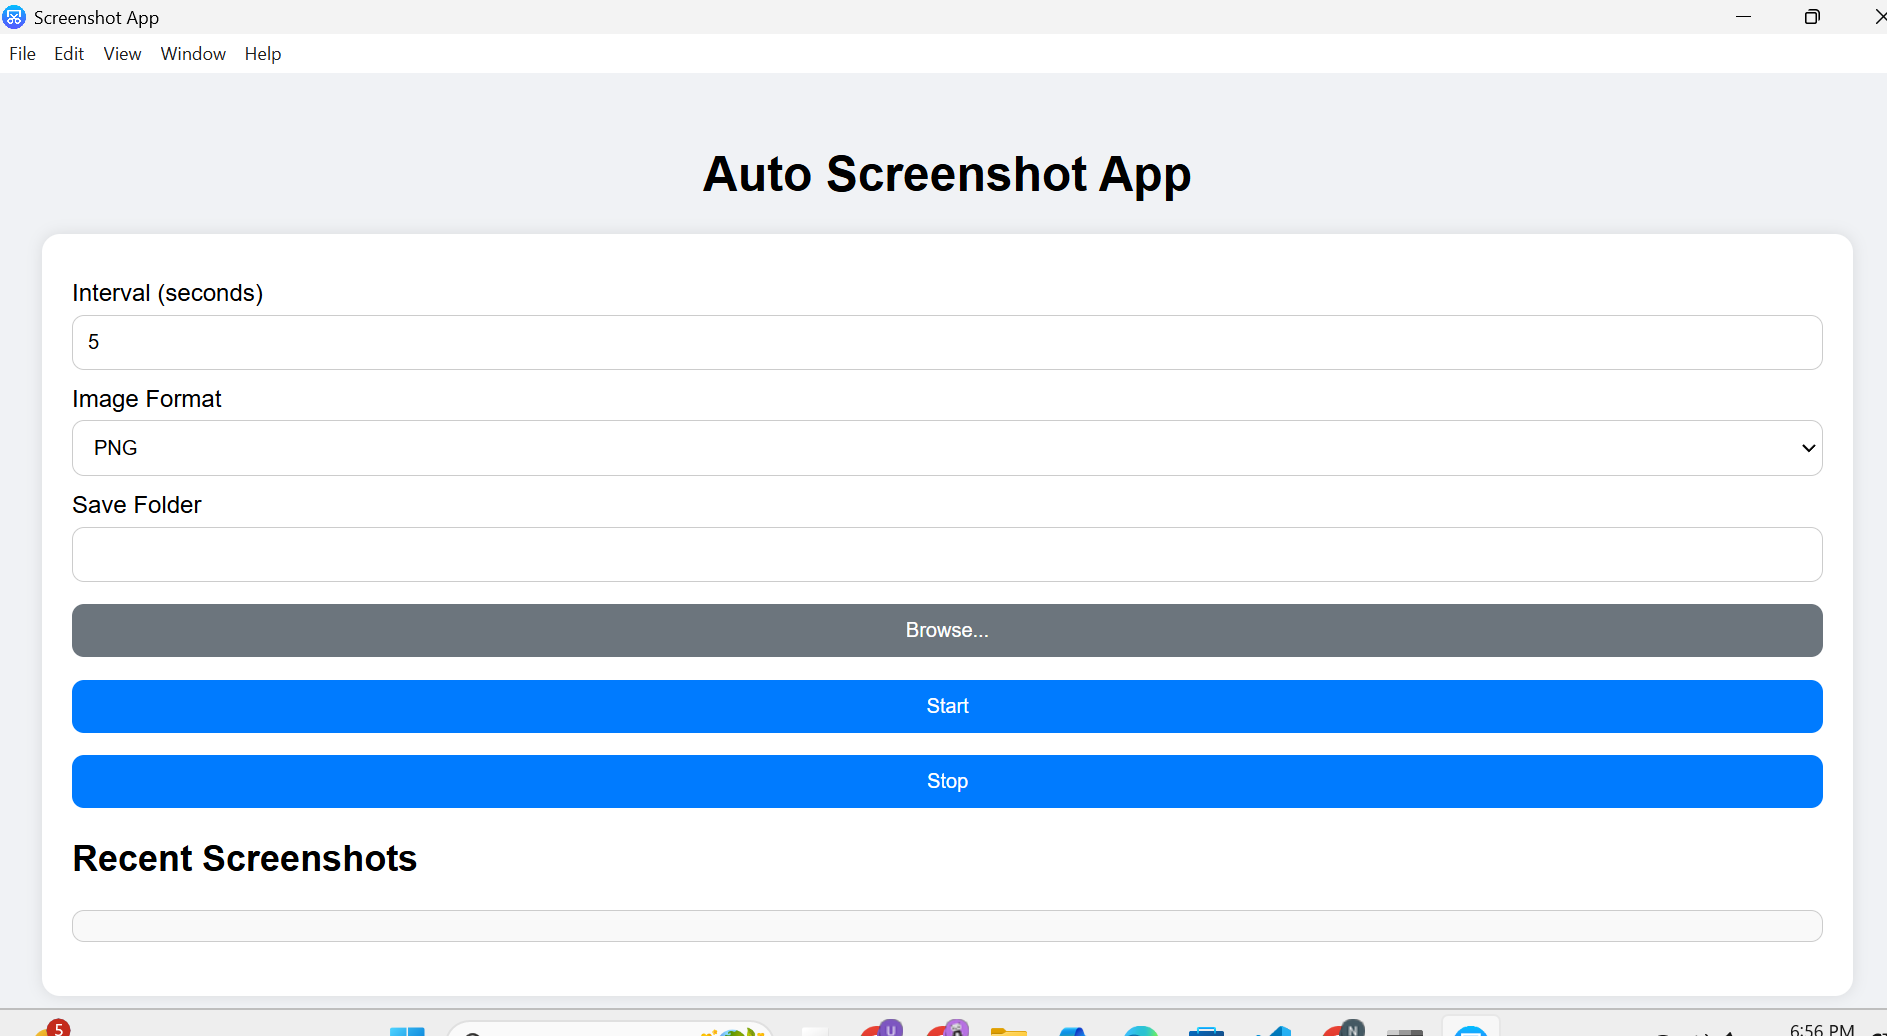 Screenshot App
File Edit View Window Help
Auto Screenshot App
Interval (seconds)
5
Image Format
PNG
Save Folder
Browse...
Start
Stop
Recent Screenshots
5
U
N
6:56 PM